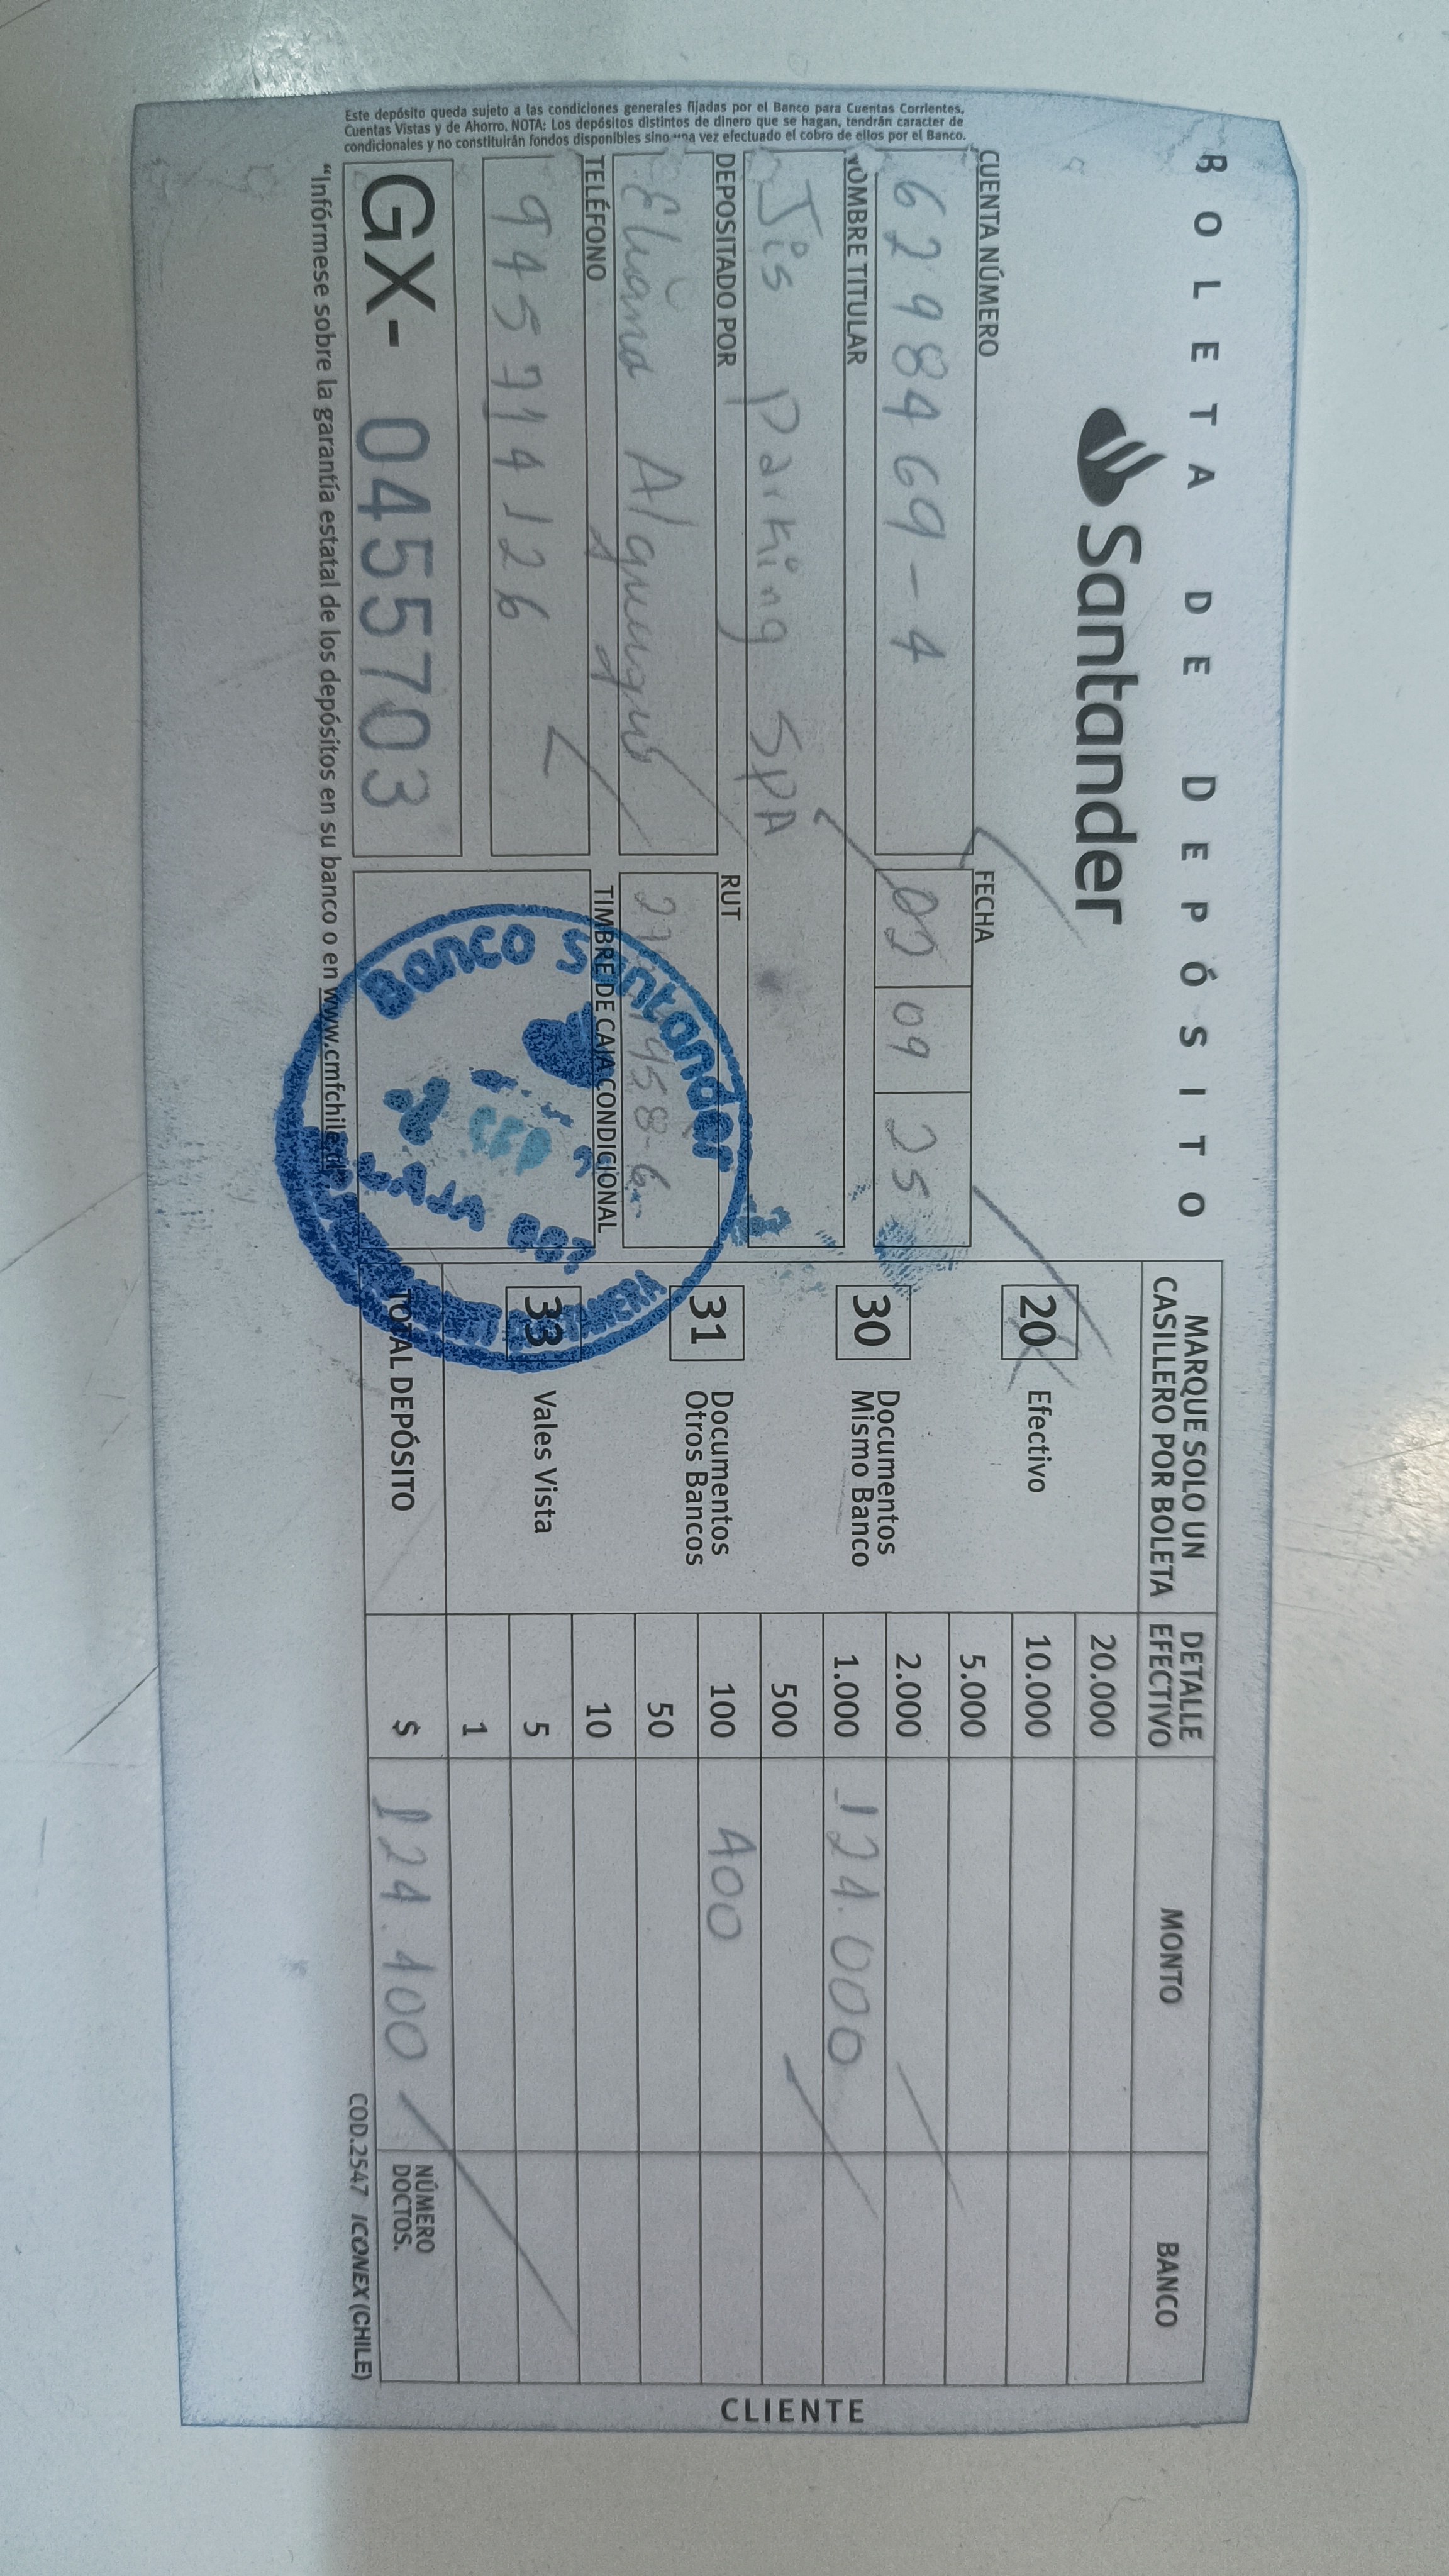 BOLETA DE DEPÓSITO
Santander
CUENTA NÚMERO
6298469-4
FECHA
02 09 25
NOMBRE TITULAR
Jis Parking SPA
DEPOSITADO POR
Eliana
RUT
TELÉFONO
945714126
TIMBRE DE CAJA CONDICIONAL
GX- 0455703
Banco Santander
MARQUE SOLO UN
CASILLERO POR BOLETA
DETALLE
EFECTIVO
MONTO
BANCO
20 Efectivo
30 Documentos
Mismo Banco
31 Documentos
Otros Bancos
33 Vales Vista
20.000
10.000
5.000
2.000
1.000 124.000
500
100 400
50
10
5
1
TOTAL DEPÓSITO $ 124.400
NÚMERO
DOCTOS.
CLIENTE
Este depósito queda sujeto a las condiciones generales fijadas por el Banco para Cuentas Corrientes,
Cuentas Vistas y de Ahorro. NOTA: Los depósitos distintos de dinero que se hagan, tendrán caracter de
condicionales y no constituirán fondos disponibles sino una vez efectuado el cobro de ellos por el Banco.
"Infórmese sobre la garantía estatal de los depósitos en su banco o en www.cmfchile
COD.2547 ICONEX (CHILE)